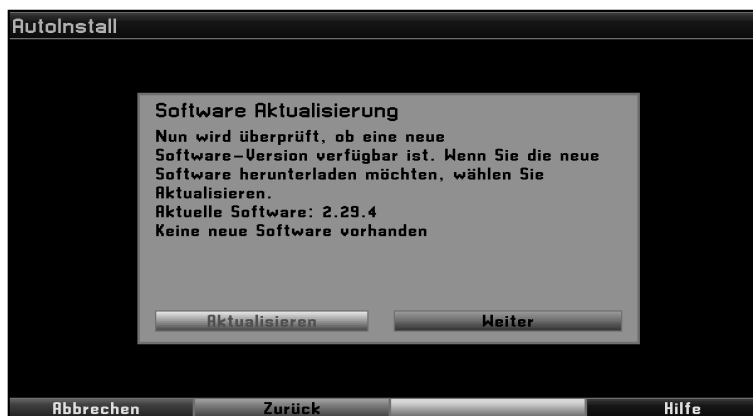 AutoInstall
Software Aktualisierung
Nun wird überprüft, ob eine neue
Software-Version verfügbar ist. Wenn Sie die neue
Software herunterladen möchten, wählen Sie
Aktualisieren.
Aktuelle Software: 2.29.4
Keine neue Software vorhanden
Aktualisieren
Weiter
Abbrechen
Zurück
Hilfe